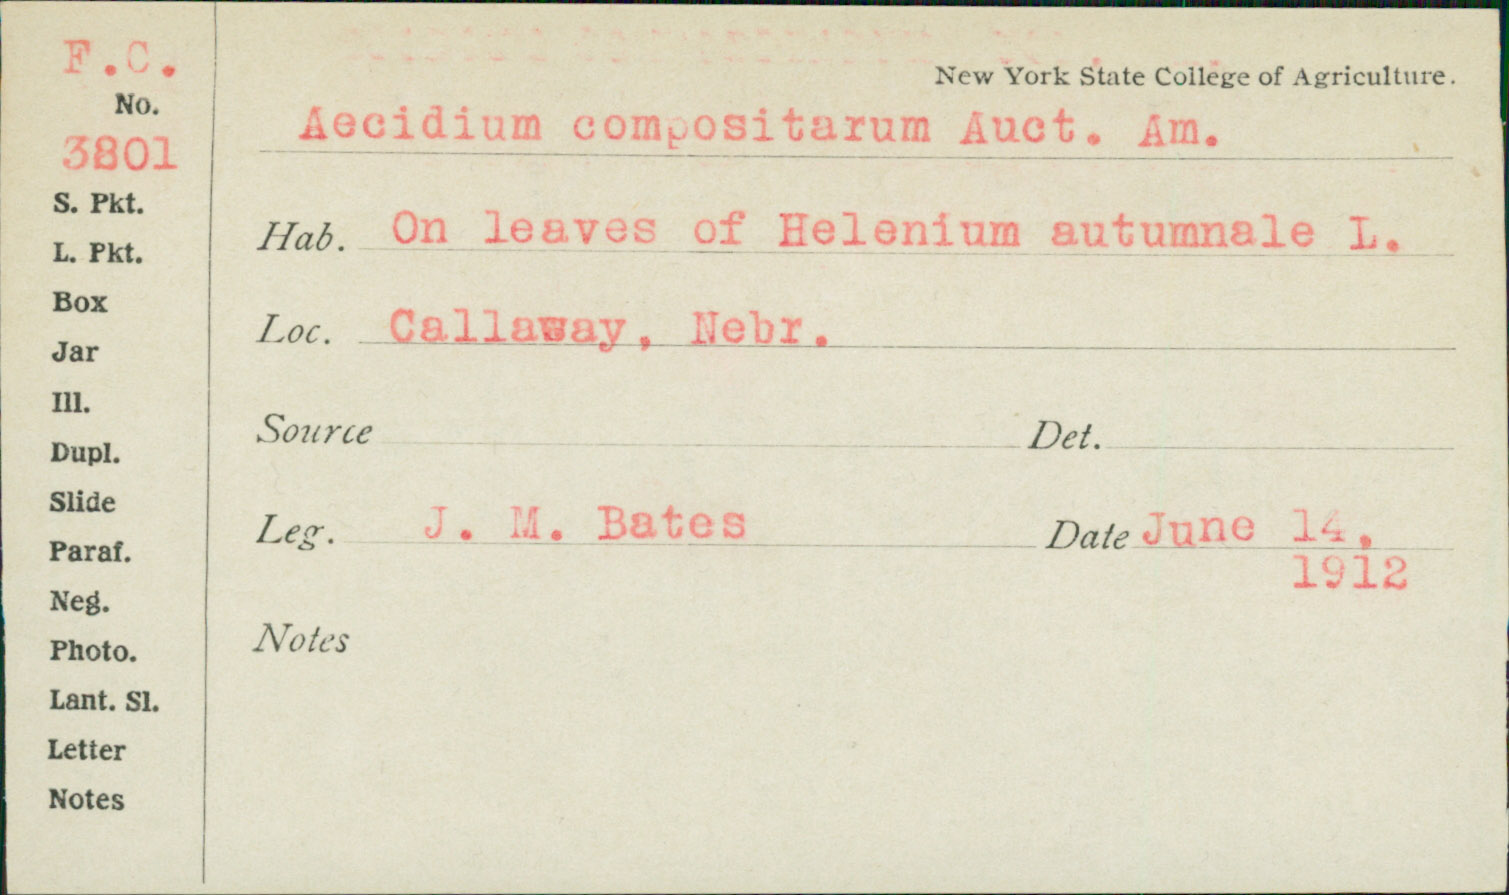 F.C.
No.
3801
S. Pkt.
L. Pkt.
Box
Jar
Ill.
Dupl.
Slide
Paraf.
Neg.
Photo.
Lant. Sl.
Letter
Notes
New York State College of Agriculture.
Aecidium compositarum Auct. Am.
Hab. On leaves of Helenium autumnale L.
Loc. Callaway, Nebr.
Source Det.
Leg. J. M. Bates Date June 14,
1912
Notes